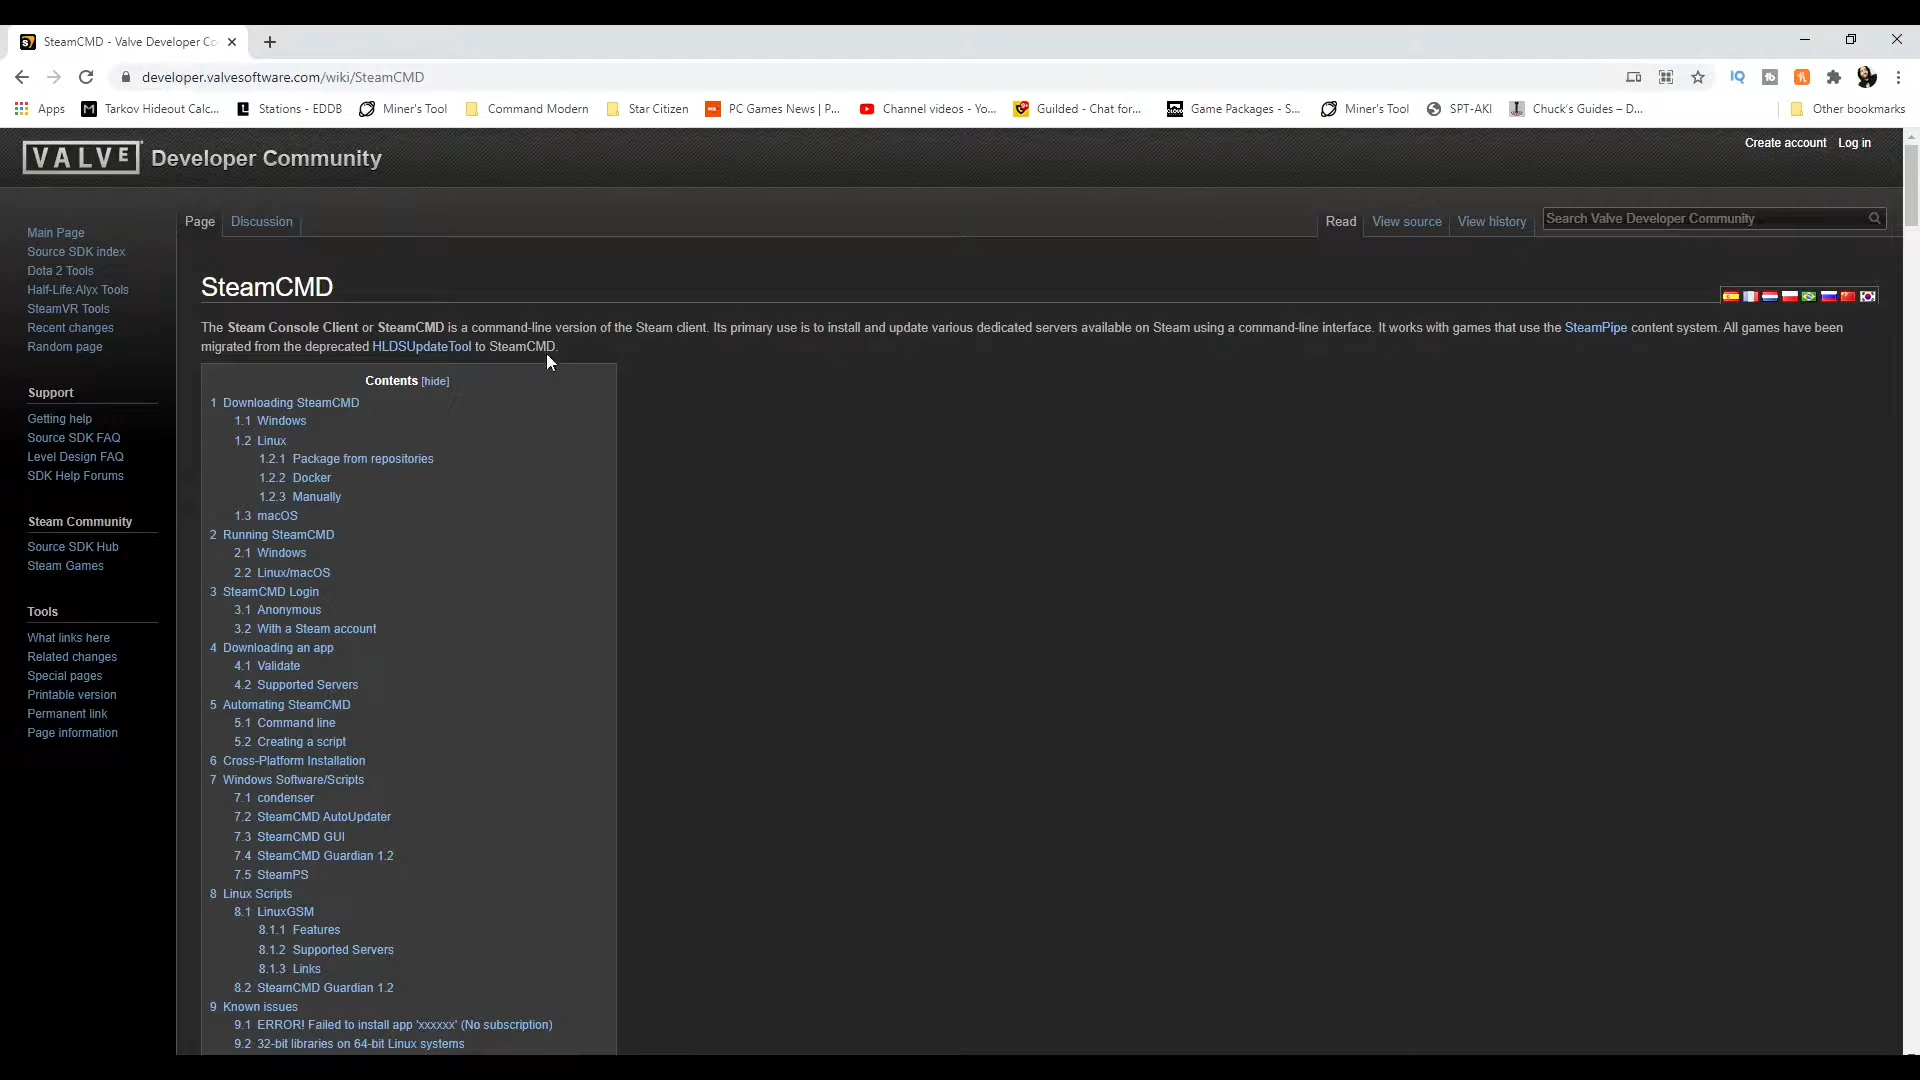 SteamCMD - Valve Developer Co
developer.valvesoftware.com/wiki/SteamCMD
Apps
Tarkov Hideout Calc...
Stations - EDDB
Miner's Tool
Command Modern
Star Citizen
PC Games News | P...
Channel videos - Yo...
Guilded - Chat for...
Game Packages - S...
Miner's Tool
SPT-AKI
Chuck's Guides – D...
Other bookmarks
VALVE Developer Community
Create account Log in
Page Discussion
Read View source View history
Search Valve Developer Community
Main Page
Source SDK index
Dota 2 Tools
Half-Life:Alyx Tools
SteamVR Tools
Recent changes
Random page
Support
Getting help
Source SDK FAQ
Level Design FAQ
SDK Help Forums
Steam Community
Source SDK Hub
Steam Games
Tools
What links here
Related changes
Special pages
Printable version
Permanent link
Page information
SteamCMD
The Steam Console Client or SteamCMD is a command-line version of the Steam client. Its primary use is to install and update various dedicated servers available on Steam using a command-line interface. It works with games that use the SteamPipe content system. All games have been
migrated from the deprecated HLDSUpdateTool to SteamCMD.
Contents [hide]
1 Downloading SteamCMD
1.1 Windows
1.2 Linux
1.2.1 Package from repositories
1.2.2 Docker
1.2.3 Manually
1.3 macOS
2 Running SteamCMD
2.1 Windows
2.2 Linux/macOS
3 SteamCMD Login
3.1 Anonymous
3.2 With a Steam account
4 Downloading an app
4.1 Validate
4.2 Supported Servers
5 Automating SteamCMD
5.1 Command line
5.2 Creating a script
6 Cross-Platform Installation
7 Windows Software/Scripts
7.1 condenser
7.2 SteamCMD AutoUpdater
7.3 SteamCMD GUI
7.4 SteamCMD Guardian 1.2
7.5 SteamPS
8 Linux Scripts
8.1 LinuxGSM
8.1.1 Features
8.1.2 Supported Servers
8.1.3 Links
8.2 SteamCMD Guardian 1.2
9 Known issues
9.1 ERROR! Failed to install app 'xxxxxx' (No subscription)
9.2 32-bit libraries on 64-bit Linux systems